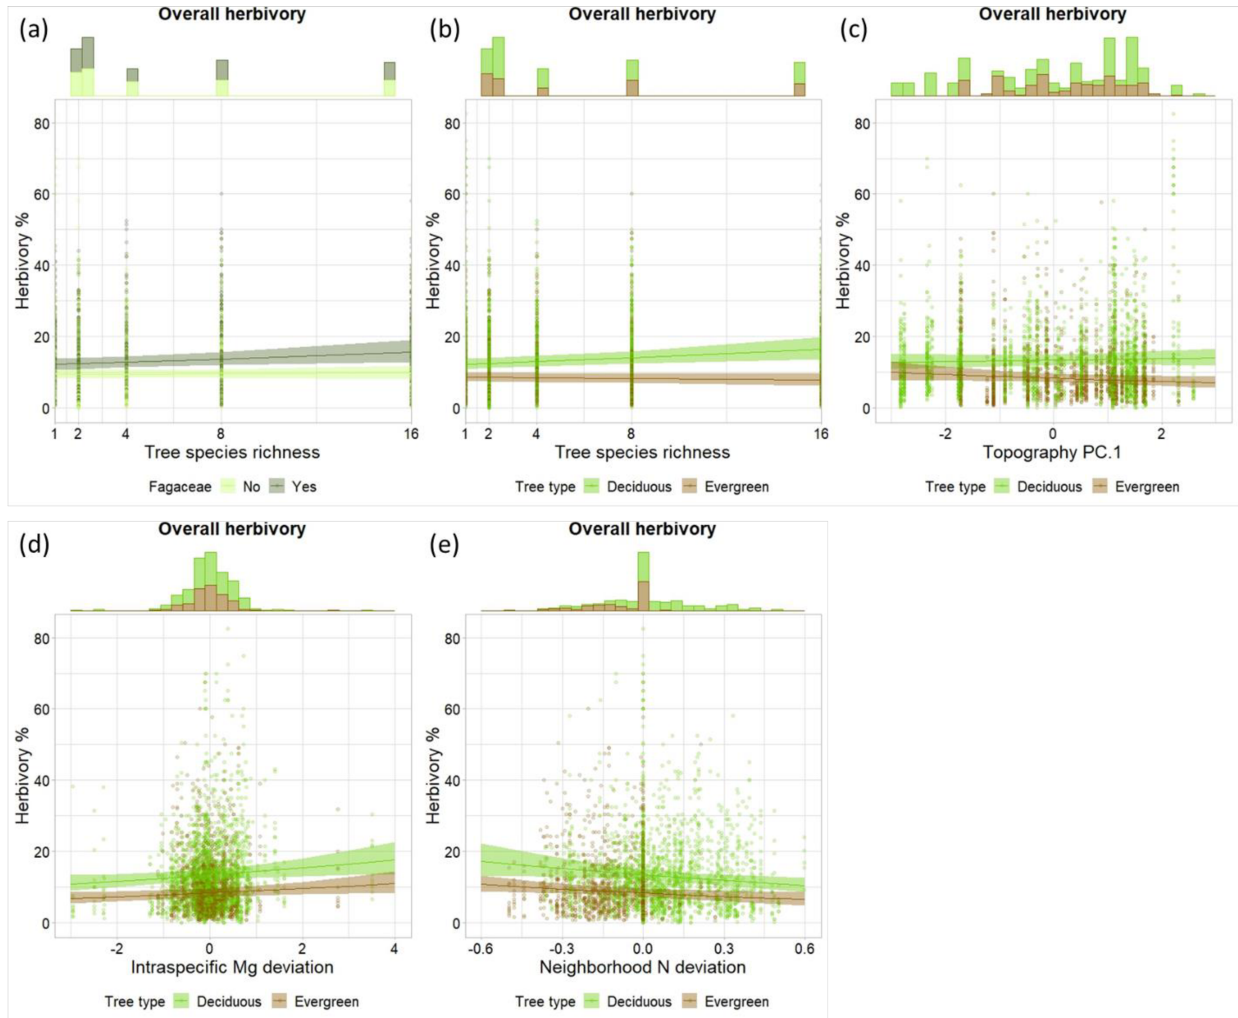 (a) Overall herbivory
80
60
40
20
0
Herbivory %
1 2 4 8 16
Tree species richness
Fagaceae No Yes
(b) Overall herbivory
80
60
40
20
0
Herbivory %
1 2 4 8 16
Tree species richness
Tree type Deciduous Evergreen
(c) Overall herbivory
80
60
40
20
0
Herbivory %
-2 0 2
Topography PC.1
Tree type Deciduous Evergreen
(d) Overall herbivory
80
60
40
20
0
Herbivory %
-2 0 2 4
Intraspecific Mg deviation
Tree type Deciduous Evergreen
(e) Overall herbivory
80
60
40
20
0
Herbivory %
-0.6 -0.3 0.0 0.3 0.6
Neighborhood N deviation
Tree type Deciduous Evergreen